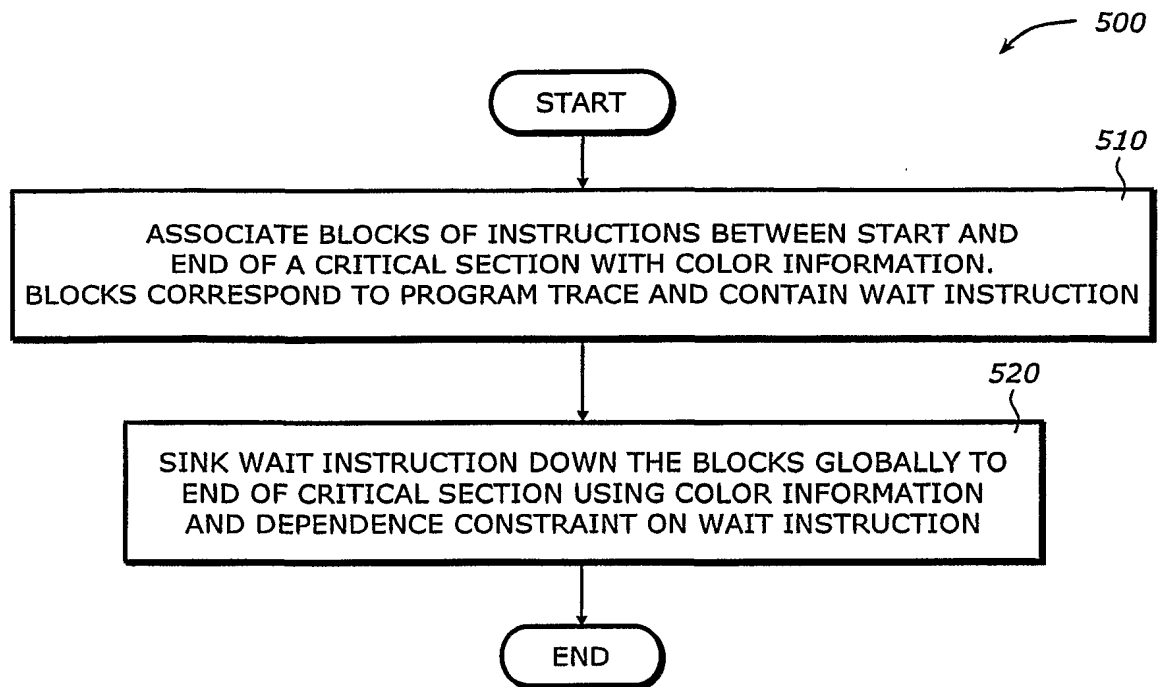 500
START
510
ASSOCIATE BLOCKS OF INSTRUCTIONS BETWEEN START AND
END OF A CRITICAL SECTION WITH COLOR INFORMATION.
BLOCKS CORRESPOND TO PROGRAM TRACE AND CONTAIN WAIT INSTRUCTION
520
SINK WAIT INSTRUCTION DOWN THE BLOCKS GLOBALLY TO
END OF CRITICAL SECTION USING COLOR INFORMATION
AND DEPENDENCE CONSTRAINT ON WAIT INSTRUCTION
END